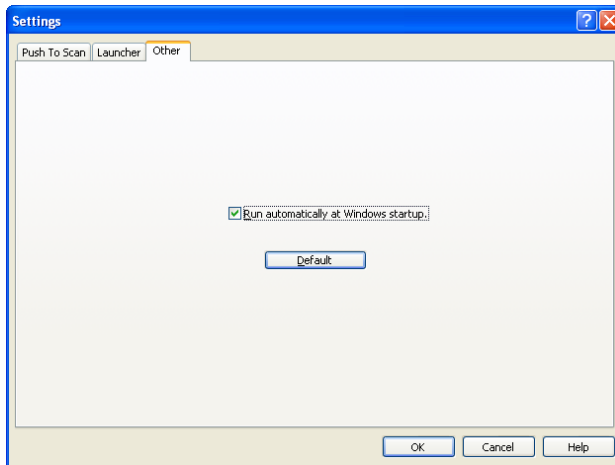 Settings
Push To Scan Launcher Other
Run automatically at Windows startup.
Default
OK Cancel Help